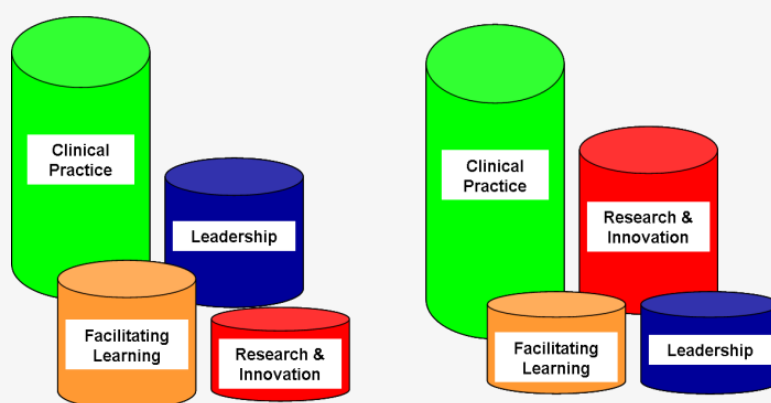 Clinical
Practice
Leadership
Facilitating
Learning
Research &
Innovation
Clinical
Practice
Research &
Innovation
Facilitating
Learning
Leadership